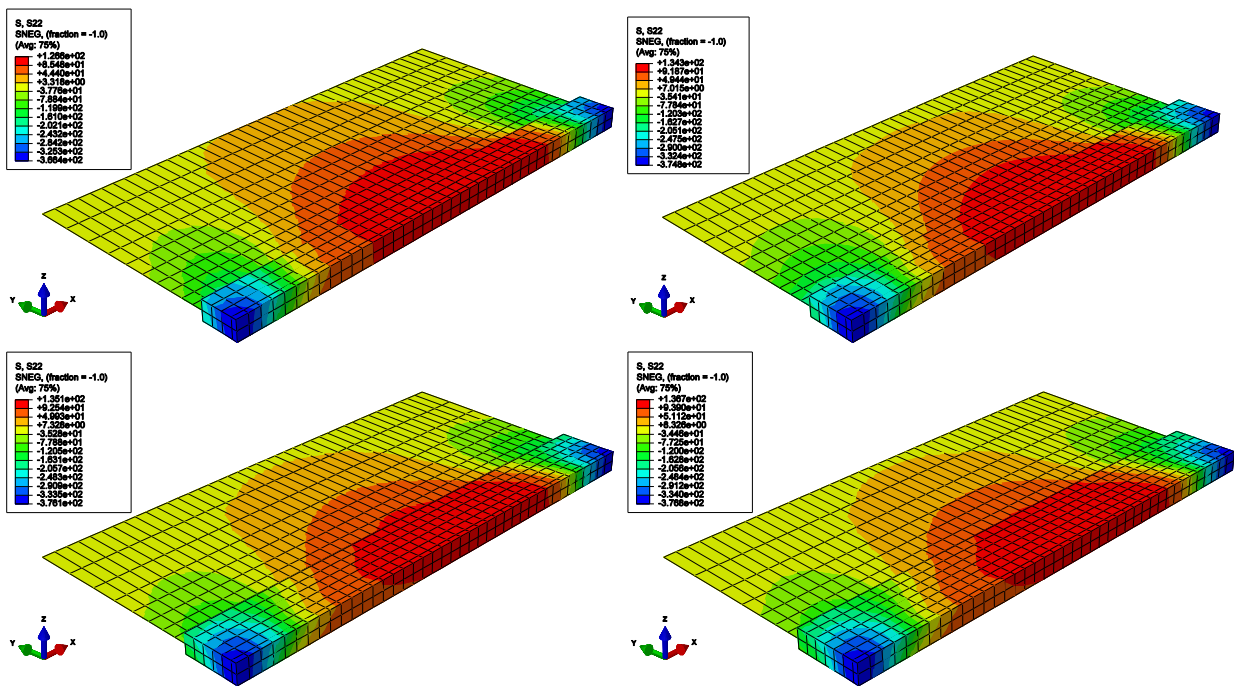 S, S22
SNEG, (fraction = -1.0)
(Avg: 75%)
+1.266e+02
+8.548e+01
+4.440e+01
+3.318e+00
-3.776e+01
-7.884e+01
-1.199e+02
-1.610e+02
-2.021e+02
-2.432e+02
-2.842e+02
-3.253e+02
-3.664e+02
Z
Y
X
S, S22
SNEG, (fraction = -1.0)
(Avg: 75%)
+1.343e+02
+9.187e+01
+4.944e+01
+7.015e+00
-3.541e+01
-7.784e+01
-1.203e+02
-1.627e+02
-2.051e+02
-2.475e+02
-2.900e+02
-3.324e+02
-3.748e+02
Z
Y
X
S, S22
SNEG, (fraction = -1.0)
(Avg: 75%)
+1.351e+02
+9.254e+01
+4.993e+01
+7.328e+00
-3.528e+01
-7.788e+01
-1.205e+02
-1.631e+02
-2.057e+02
-2.483e+02
-2.909e+02
-3.335e+02
-3.761e+02
Z
Y
X
S, S22
SNEG, (fraction = -1.0)
(Avg: 75%)
+1.367e+02
+9.390e+01
+5.112e+01
+8.326e+00
-3.446e+01
-7.725e+01
-1.200e+02
-1.628e+02
-2.056e+02
-2.484e+02
-2.912e+02
-3.340e+02
-3.768e+02
Z
Y
X